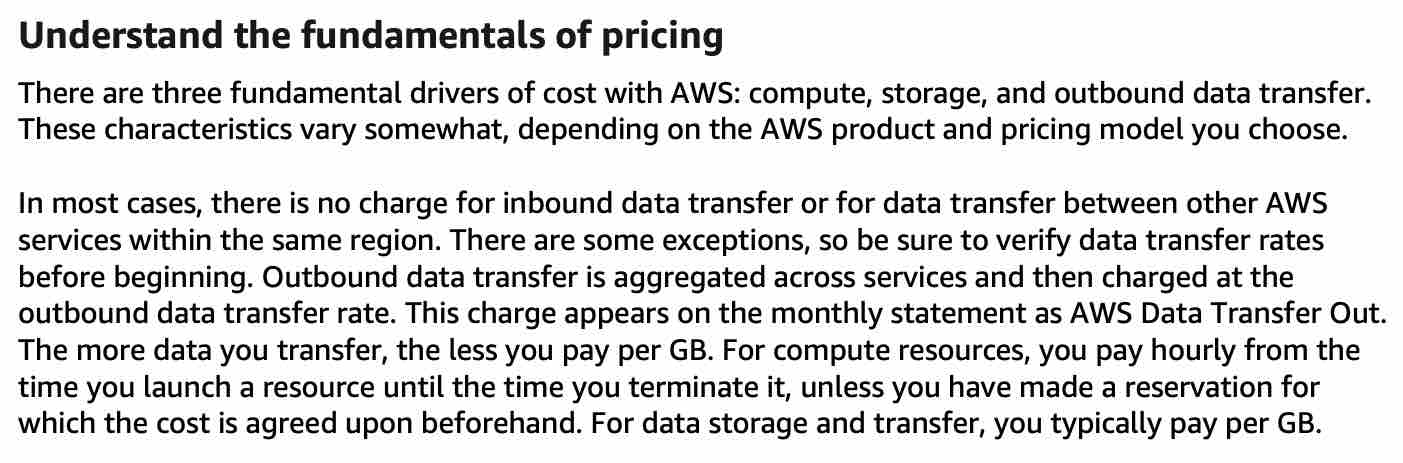 Understand the fundamentals of pricing
There are three fundamental drivers of cost with AWS: compute, storage, and outbound data transfer.
These characteristics vary somewhat, depending on the AWS product and pricing model you choose.
In most cases, there is no charge for inbound data transfer or for data transfer between other AWS
services within the same region. There are some exceptions, so be sure to verify data transfer rates
before beginning. Outbound data transfer is aggregated across services and then charged at the
outbound data transfer rate. This charge appears on the monthly statement as AWS Data Transfer Out.
The more data you transfer, the less you pay per GB. For compute resources, you pay hourly from the
time you launch a resource until the time you terminate it, unless you have made a reservation for
which the cost is agreed upon beforehand. For data storage and transfer, you typically pay per GB.